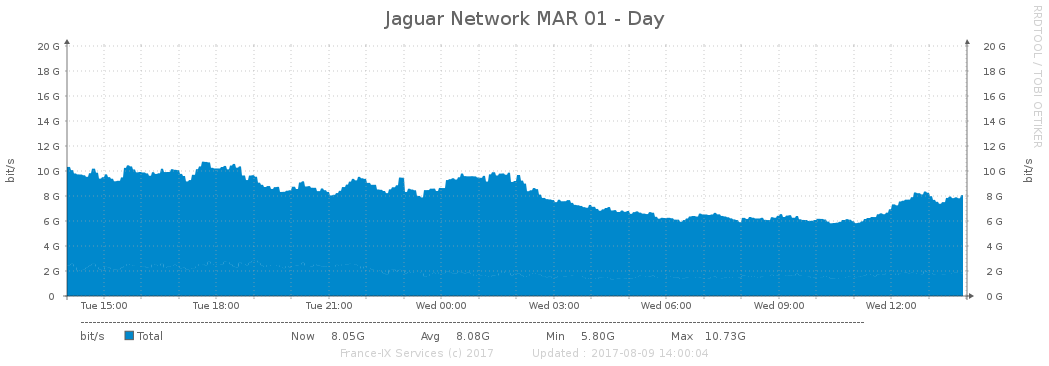 Jaguar Network MAR 01 - Day
RRDTOOL / TOBI OETIKER
bit/s
20 G 20 G
18 G 18 G
16 G 16 G
14 G 14 G
12 G 12 G
10 G 10 G
8 G 8 G
6 G 6 G
4 G 4 G
2 G 2 G
0 0 G
bit/s
Tue 15:00 Tue 18:00 Tue 21:00 Wed 00:00 Wed 03:00 Wed 06:00 Wed 09:00 Wed 12:00
bit/s Total Now 8.05G Avg 8.08G Min 5.80G Max 10.73G
France-IX Services (c) 2017 Updated : 2017-08-09 14:00:04